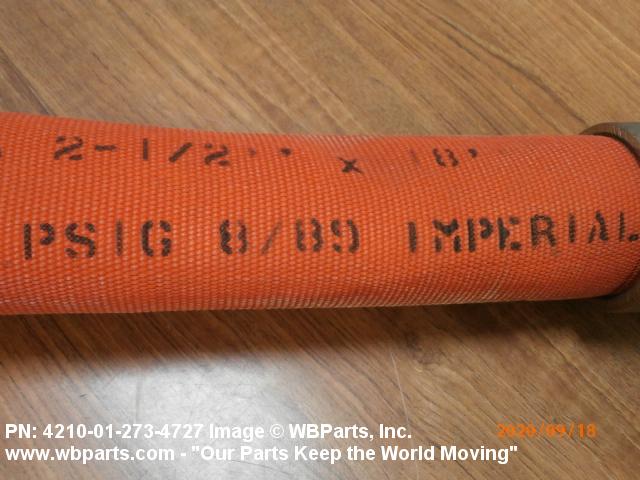 2-1/2'' x 8'
PSIG 8/89 IMPERIAL
PN: 4210-01-273-4727 Image © WBParts, Inc.
2020/09/18
www.wbparts.com - "Our Parts Keep the World Moving"